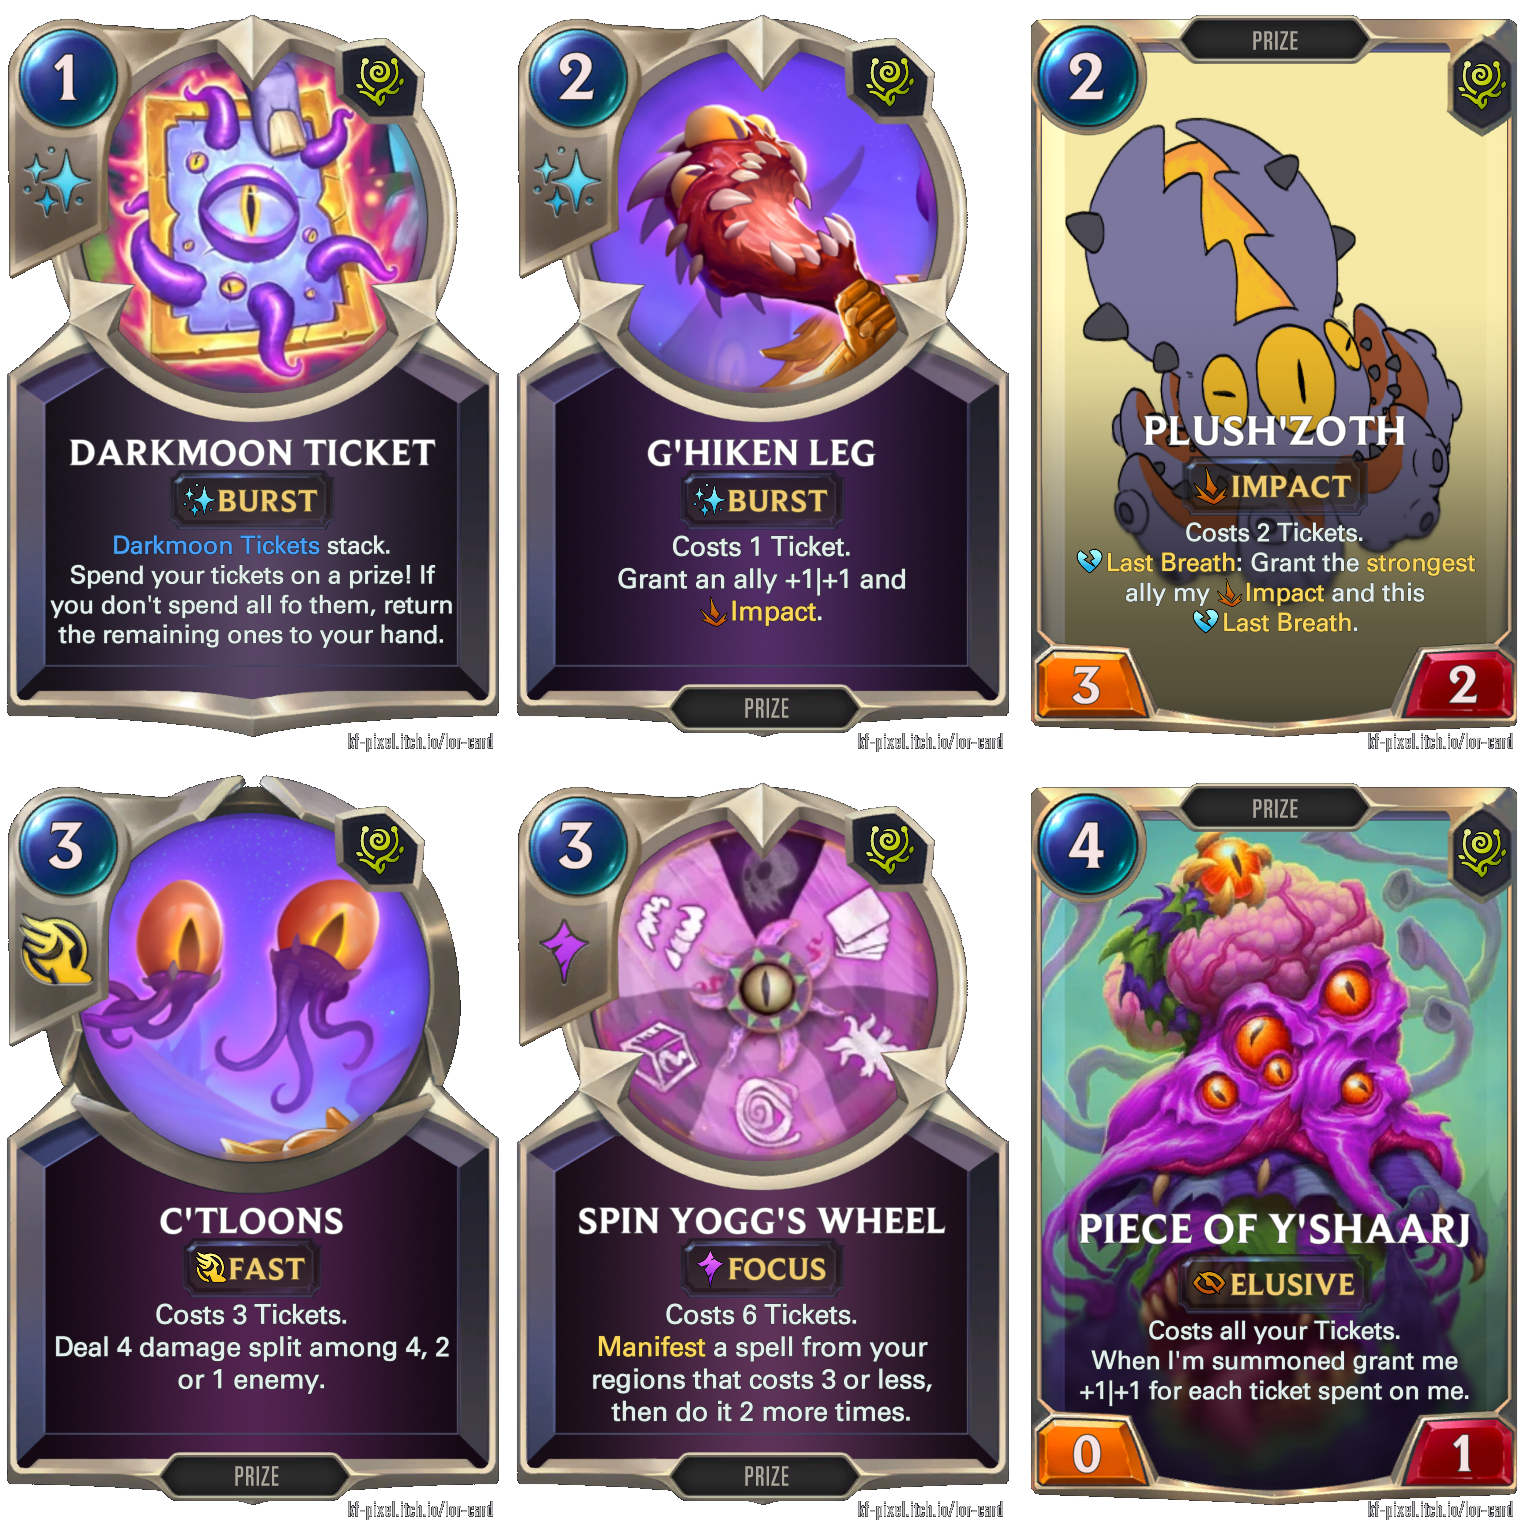 1
DARKMOON TICKET
BURST
Darkmoon Tickets stack.
Spend your tickets on a prize! If
you don't spend all fo them, return
the remaining ones to your hand.
kf-pixel.itch.io/lor-card
2
G'HIKEN LEG
BURST
Costs 1 Ticket.
Grant an ally +1|+1 and
Impact.
PRIZE
kf-pixel.itch.io/lor-card
PRIZE
2
PLUSH'ZOTH
IMPACT
Costs 2 Tickets.
Last Breath: Grant the strongest
ally my Impact and this
Last Breath.
3
2
kf-pixel.itch.io/lor-card
3
C'TLOONS
FAST
Costs 3 Tickets.
Deal 4 damage split among 4, 2
or 1 enemy.
PRIZE
kf-pixel.itch.io/lor-card
3
SPIN YOGG'S WHEEL
FOCUS
Costs 6 Tickets.
Manifest a spell from your
regions that costs 3 or less,
then do it 2 more times.
PRIZE
kf-pixel.itch.io/lor-card
PRIZE
4
PIECE OF Y'SHAARJ
ELUSIVE
Costs all your Tickets.
When I'm summoned grant me
+1|+1 for each ticket spent on me.
0
1
kf-pixel.itch.io/lor-card